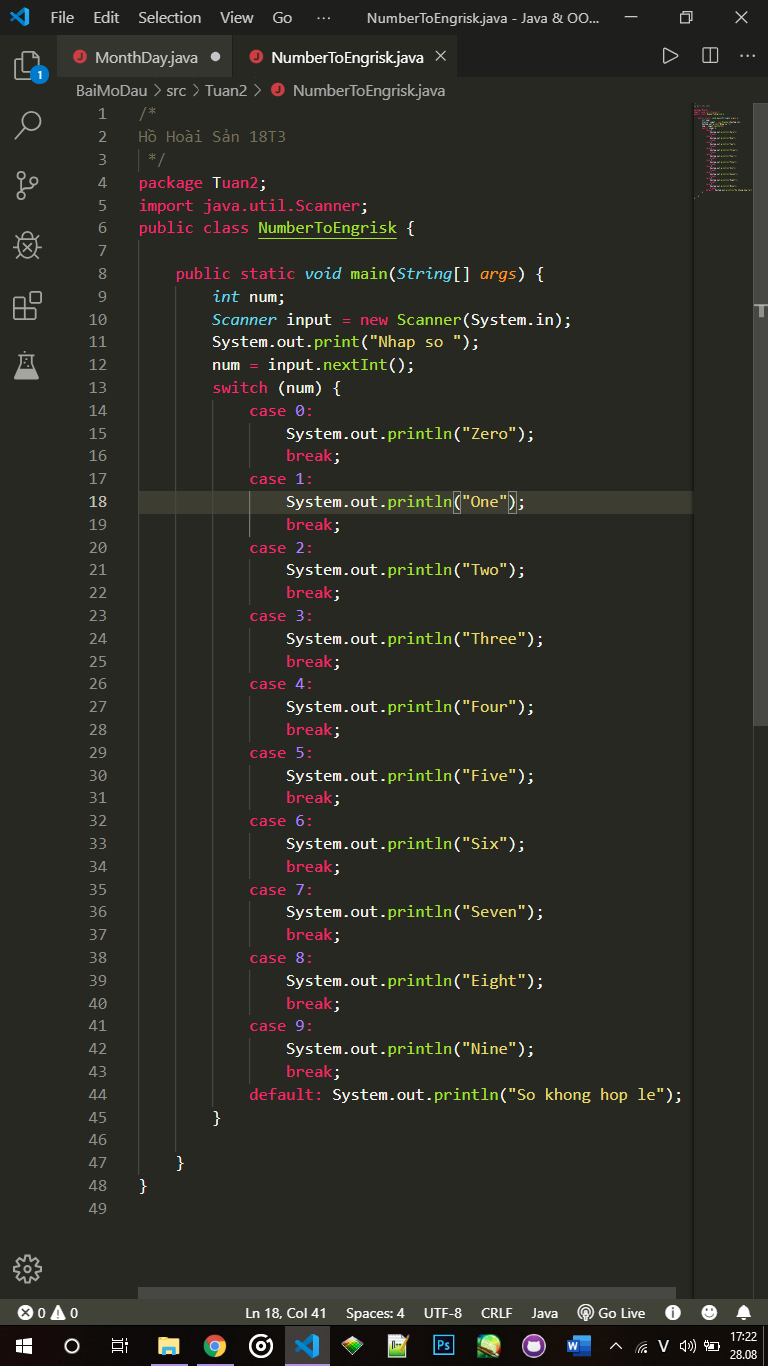 File Edit Selection View Go ··· NumberToEngrisk.java - Java & OO...
MonthDay.java NumberToEngrisk.java
BaiMoDau > src > Tuan2 > NumberToEngrisk.java
1 /*
2 Hồ Hoài Sản 18T3
3 */
4 package Tuan2;
5 import java.util.Scanner;
6 public class NumberToEngrisk {
7
8 public static void main(String[] args) {
9 int num;
10 Scanner input = new Scanner(System.in);
11 System.out.print("Nhap so ");
12 num = input.nextInt();
13 switch (num) {
14 case 0:
15 System.out.println("Zero");
16 break;
17 case 1:
18 System.out.println("One");
19 break;
20 case 2:
21 System.out.println("Two");
22 break;
23 case 3:
24 System.out.println("Three");
25 break;
26 case 4:
27 System.out.println("Four");
28 break;
29 case 5:
30 System.out.println("Five");
31 break;
32 case 6:
33 System.out.println("Six");
34 break;
35 case 7:
36 System.out.println("Seven");
37 break;
38 case 8:
39 System.out.println("Eight");
40 break;
41 case 9:
42 System.out.println("Nine");
43 break;
44 default: System.out.println("So khong hop le");
45 }
46
47 }
48 }
49
1
0 0 Ln 18, Col 41 Spaces: 4 UTF-8 CRLF Java Go Live
Ps V 17:22
28.08